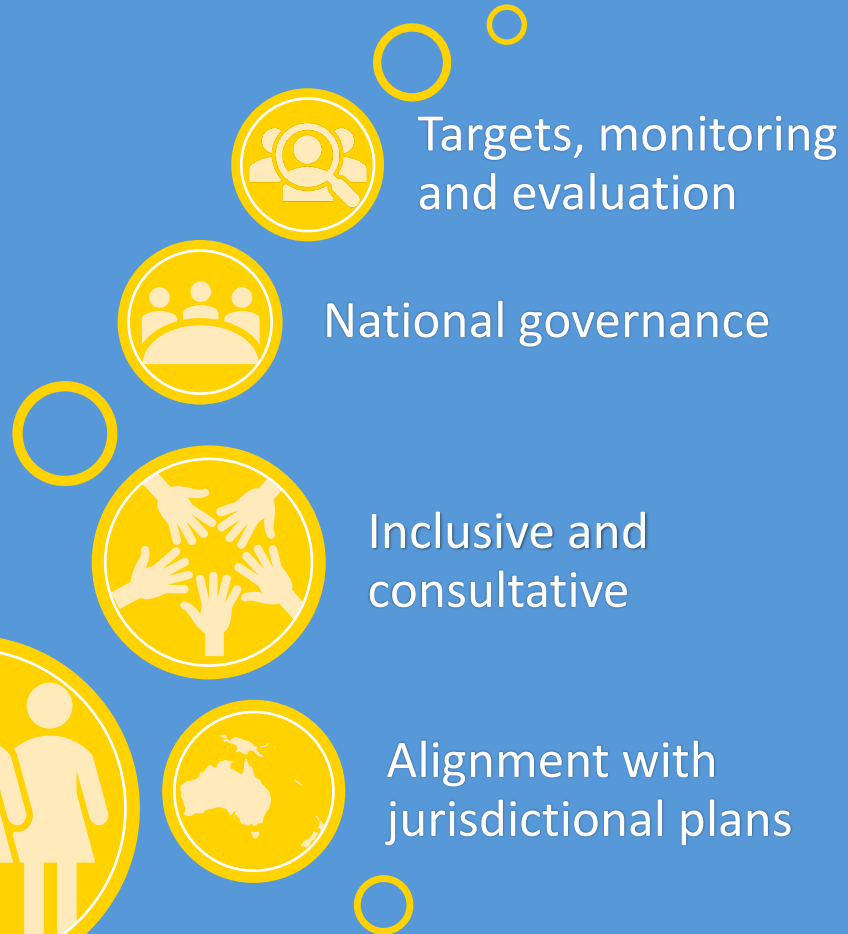 Targets, monitoring
and evaluation
National governance
Inclusive and
consultative
Alignment with
jurisdictional plans